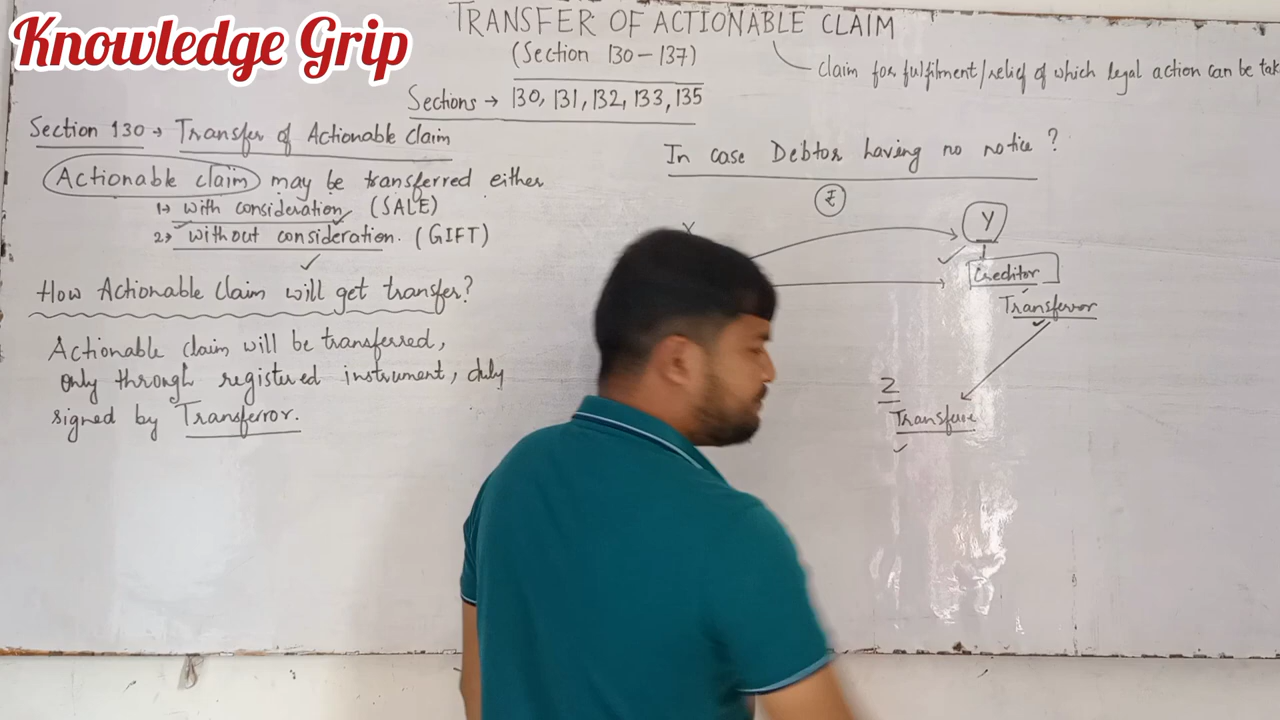 Knowledge Grip
TRANSFER OF ACTIONABLE CLAIM
(Section 130-137)
claim for fulfilment/relief of which legal action can be tak
Sections → 130, 131, 132, 133, 135
Section 130 → Transfer of Actionable claim
Actionable claim may be transferred either
1→ with consideration (SALE)
2→ without consideration. (GIFT)
How Actionable Claim will get transfer?
Actionable claim will be transferred,
only through registered instrument, duly
signed by Transferror.
In case Debtor having no notice?
₹
X
Y
Creditor
Transferror
Z